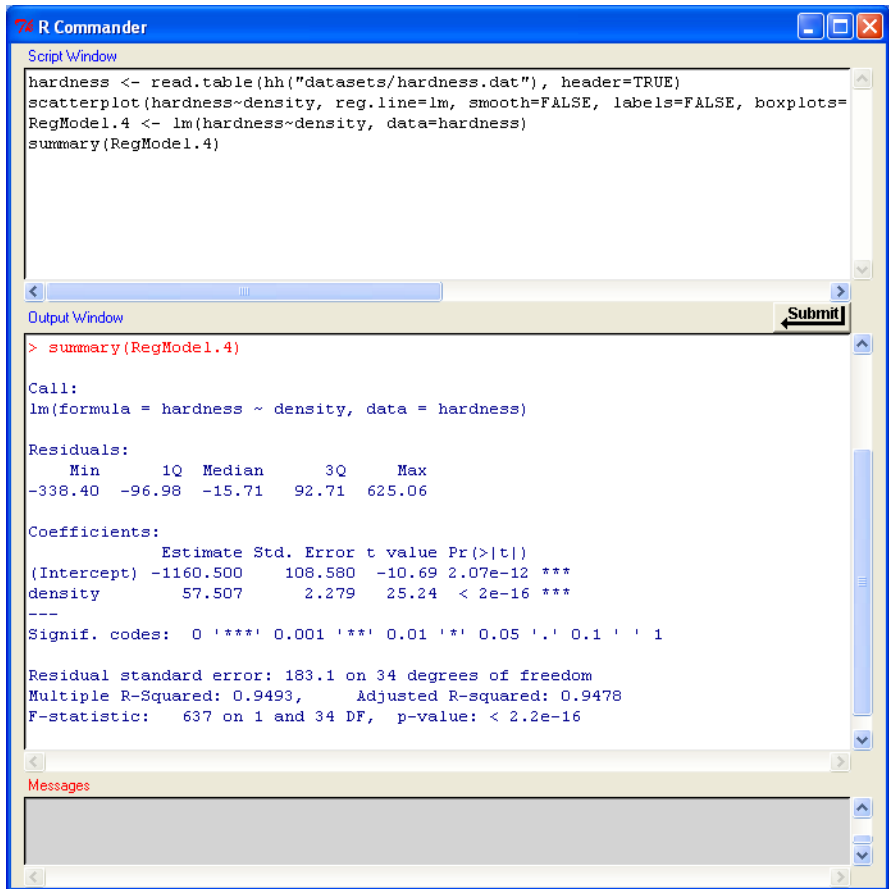 R Commander
Script Window
hardness <- read.table(hh("datasets/hardness.dat"), header=TRUE)
scatterplot(hardness~density, reg.line=lm, smooth=FALSE, labels=FALSE, boxplots=
RegModel.4 <- lm(hardness~density, data=hardness)
summary(RegModel.4)
Output Window
Submit
> summary(RegModel.4)
Call:
lm(formula = hardness ~ density, data = hardness)
Residuals:
Min 1Q Median 3Q Max
-338.40 -96.98 -15.71 92.71 625.06
Coefficients:
Estimate Std. Error t value Pr(>|t|)
(Intercept) -1160.500 108.580 -10.69 2.07e-12 ***
density 57.507 2.279 25.24 < 2e-16 ***
---
Signif. codes: 0 '***' 0.001 '**' 0.01 '*' 0.05 '.' 0.1 ' ' 1
Residual standard error: 183.1 on 34 degrees of freedom
Multiple R-Squared: 0.9493, Adjusted R-squared: 0.9478
F-statistic: 637 on 1 and 34 DF, p-value: < 2.2e-16
Messages